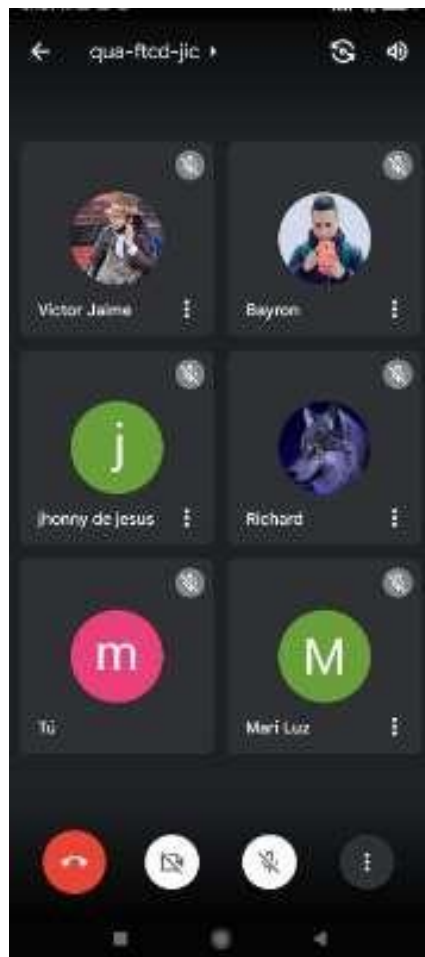 qua-ftcd-jic
Victor Jaime
Bayron
j
jhonny de jesus
Richard
m
Tú
M
Mari Luz